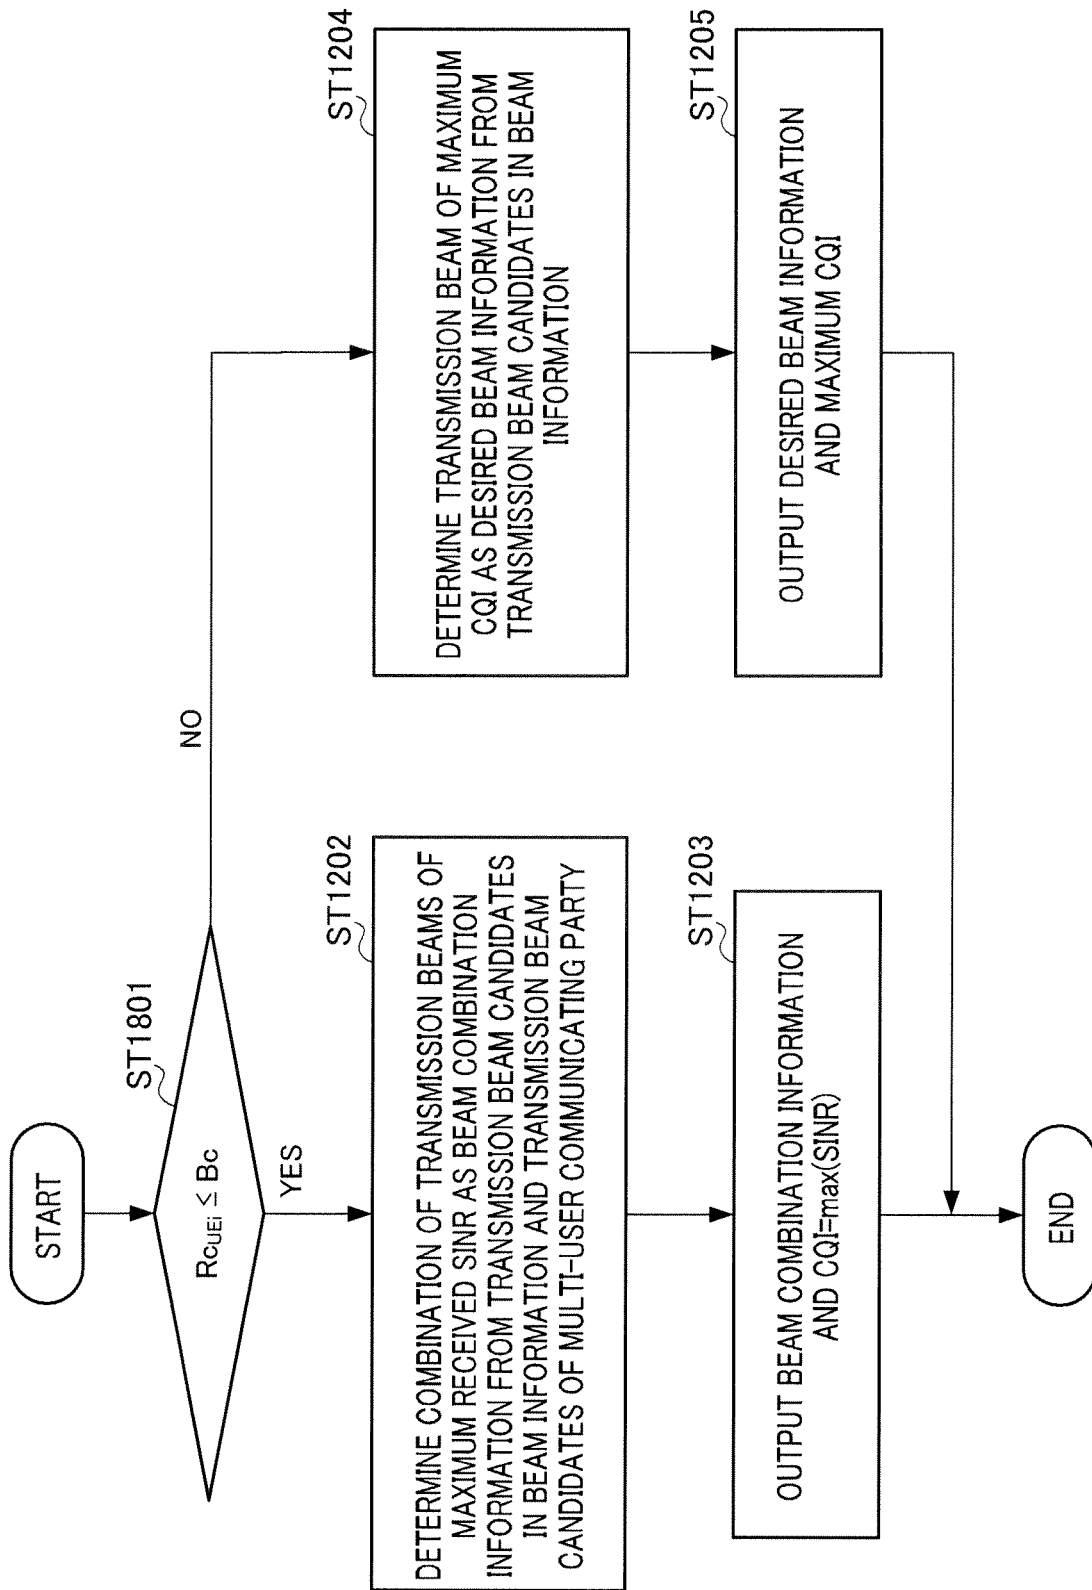 START
ST1801
Rc_UEi ≤ Bc
YES
NO
ST1202
DETERMINE COMBINATION OF TRANSMISSION BEAMS OF
MAXIMUM RECEIVED SINR AS BEAM COMBINATION
INFORMATION FROM TRANSMISSION BEAM CANDIDATES
IN BEAM INFORMATION AND TRANSMISSION BEAM
CANDIDATES OF MULTI-USER COMMUNICATING PARTY
ST1203
OUTPUT BEAM COMBINATION INFORMATION
AND CQI=max(SINR)
ST1204
DETERMINE TRANSMISSION BEAM OF MAXIMUM
CQI AS DESIRED BEAM INFORMATION FROM
TRANSMISSION BEAM CANDIDATES IN BEAM
INFORMATION
ST1205
OUTPUT DESIRED BEAM INFORMATION
AND MAXIMUM CQI
END